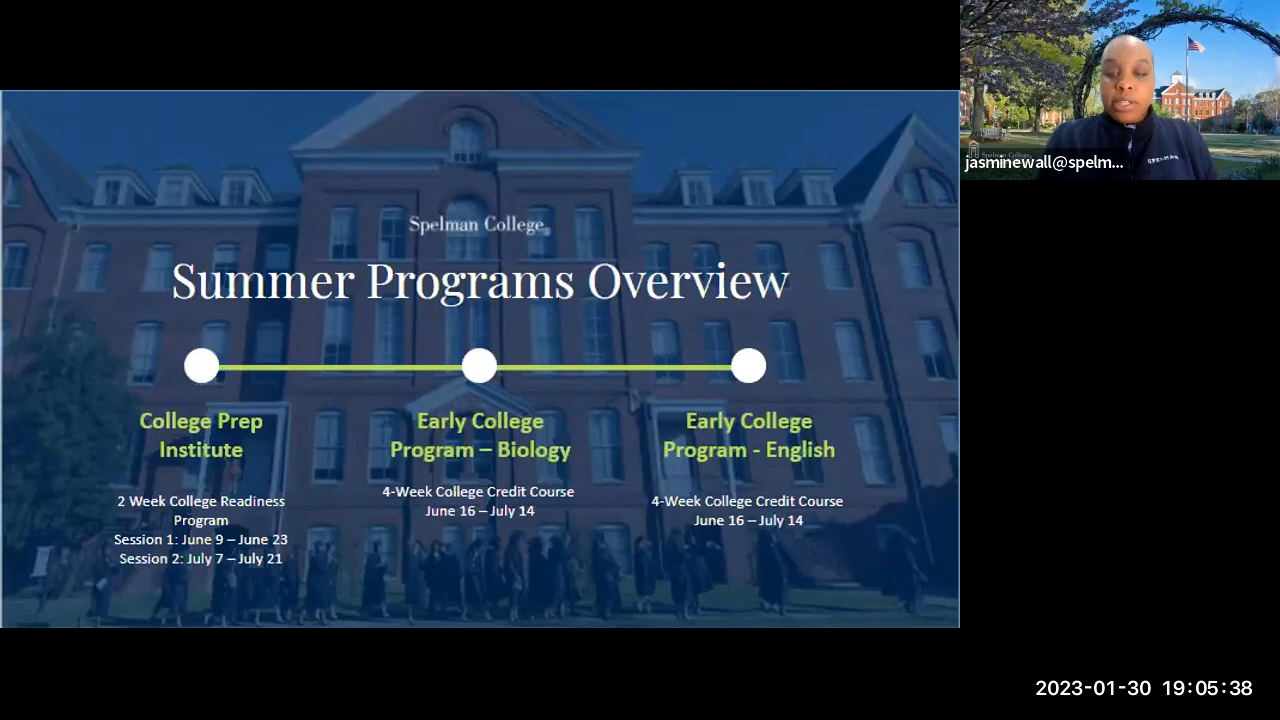 Spelman College
Summer Programs Overview
College Prep
Institute
2 Week College Readiness
Program
Session 1: June 9 – June 23
Session 2: July 7 – July 21
Early College
Program – Biology
4-Week College Credit Course
June 16 – July 14
Early College
Program - English
4-Week College Credit Course
June 16 – July 14
Spelman College
SPELMAN
jasminewall@spelm...
2023-01-30 19:05:38